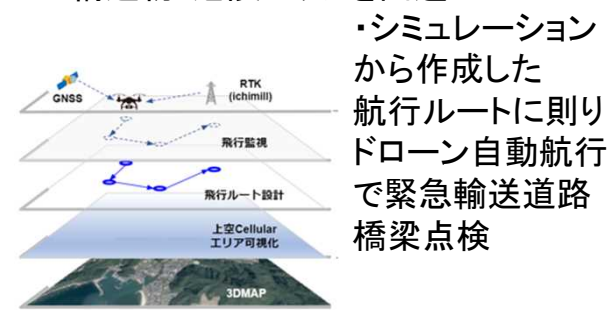 ・シミュレーション
から作成した
航行ルートに則り
ドローン自動航行
で緊急輸送道路
橋梁点検
GNSS
RTK
(ichimill)
飛行監視
飛行ルート設計
上空Cellular
エリア可視化
3DMAP